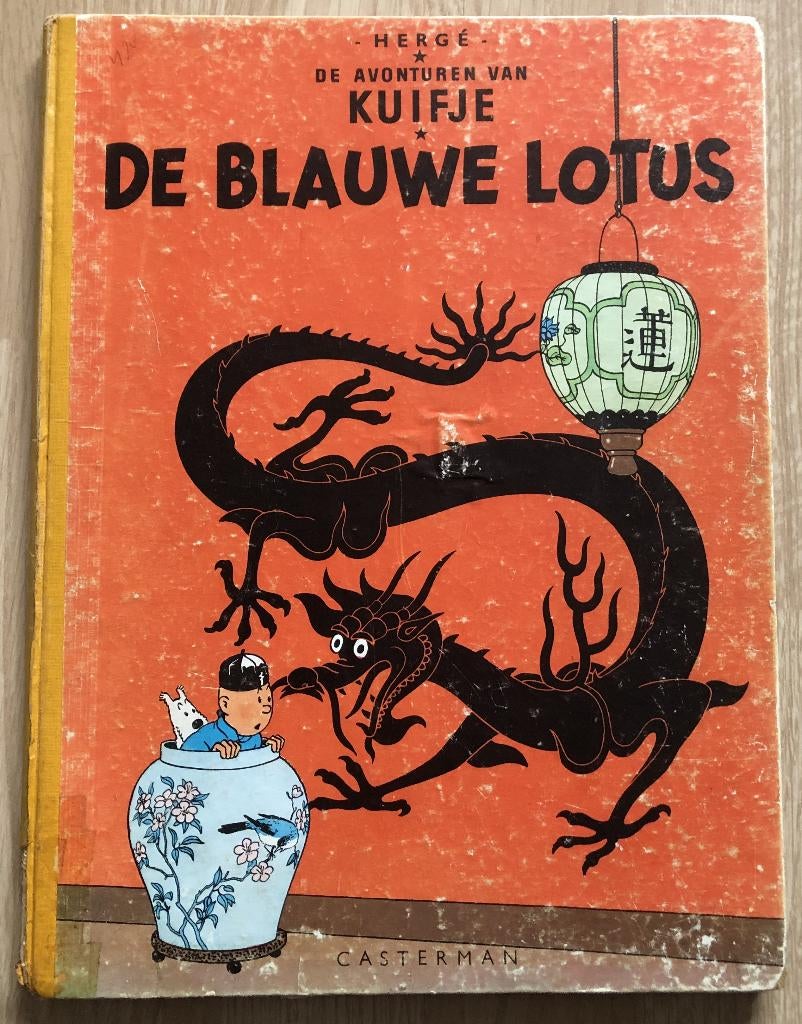 - HERGÉ -
DE AVONTUREN VAN
KUIFJE
DE BLAUWE LOTUS
蓮
CASTERMAN